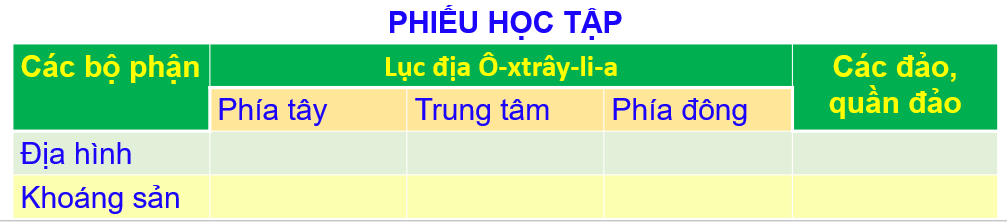 PHIẾU HỌC TẬP
Các bộ phận
Lục địa Ô-xtrây-li-a
Các đảo,
quần đảo
Phía tây
Trung tâm
Phía đông
Địa hình
Khoáng sản